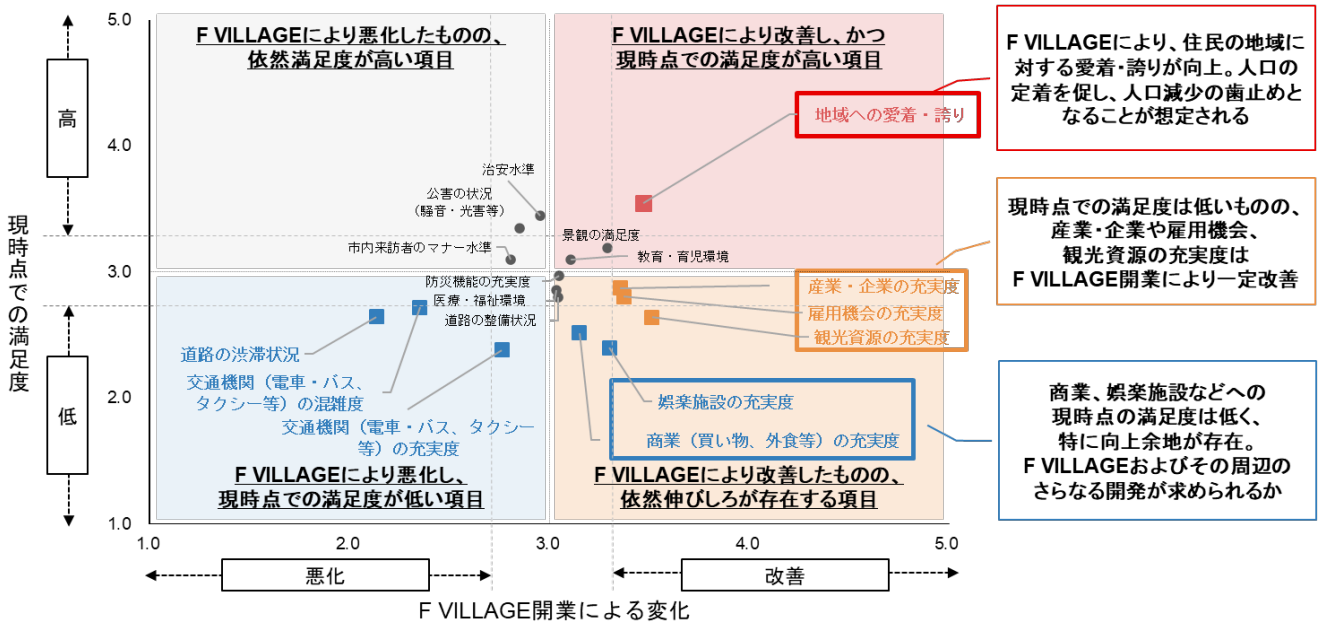 5.0
4.0
3.0
2.0
1.0
高
低
現時点での満足度
F VILLAGEにより悪化したものの、
依然満足度が高い項目
F VILLAGEにより改善し、かつ
現時点での満足度が高い項目
地域への愛着・誇り
治安水準
公害の状況
（騒音・光害等）
市内来訪者のマナー水準
景観の満足度
教育・育児環境
防災機能の充実度
医療・福祉環境
道路の整備状況
産業・企業の充実度
雇用機会の充実度
観光資源の充実度
道路の渋滞状況
交通機関（電車・バス、
タクシー等）の混雑度
交通機関（電車・バス、タクシー
等）の充実度
娯楽施設の充実度
商業（買い物、外食等）の充実度
F VILLAGEにより悪化し、
現時点での満足度が低い項目
F VILLAGEにより改善したものの、
依然伸びしろが存在する項目
1.0
2.0
3.0
4.0
5.0
悪化
改善
F VILLAGE開業による変化
F VILLAGEにより、住民の地域に
対する愛着・誇りが向上。人口の
定着を促し、人口減少の歯止めと
なることが想定される
現時点での満足度は低いものの、
産業・企業や雇用機会、
観光資源の充実度は
F VILLAGE開業により一定改善
商業、娯楽施設などへの
現時点の満足度は低く、
特に向上余地が存在。
F VILLAGEおよびその周辺の
さらなる開発が求められるか